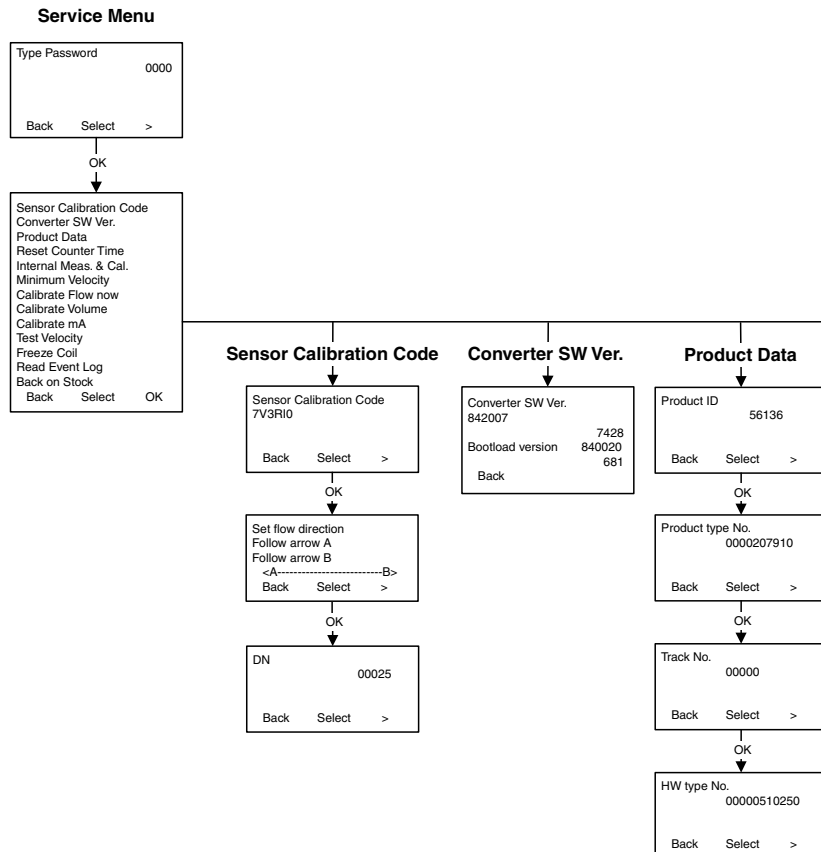 Service Menu
Type Password
0000
Back Select >
OK
Sensor Calibration Code
Converter SW Ver.
Product Data
Reset Counter Time
Internal Meas. & Cal.
Minimum Velocity
Calibrate Flow now
Calibrate Volume
Calibrate mA
Test Velocity
Freeze Coil
Read Event Log
Back on Stock
Back Select OK
Sensor Calibration Code
Sensor Calibration Code
7V3RI0
Back Select >
OK
Set flow direction
Follow arrow A
Follow arrow B
<A--------------------------B>
Back Select >
OK
DN
00025
Back Select >
Converter SW Ver.
Converter SW Ver.
842007
7428
Bootload version 840020
681
Back
Product Data
Product ID
56136
Back Select >
OK
Product type No.
0000207910
Back Select >
OK
Track No.
00000
Back Select >
OK
HW type No.
00000510250
Back Select >